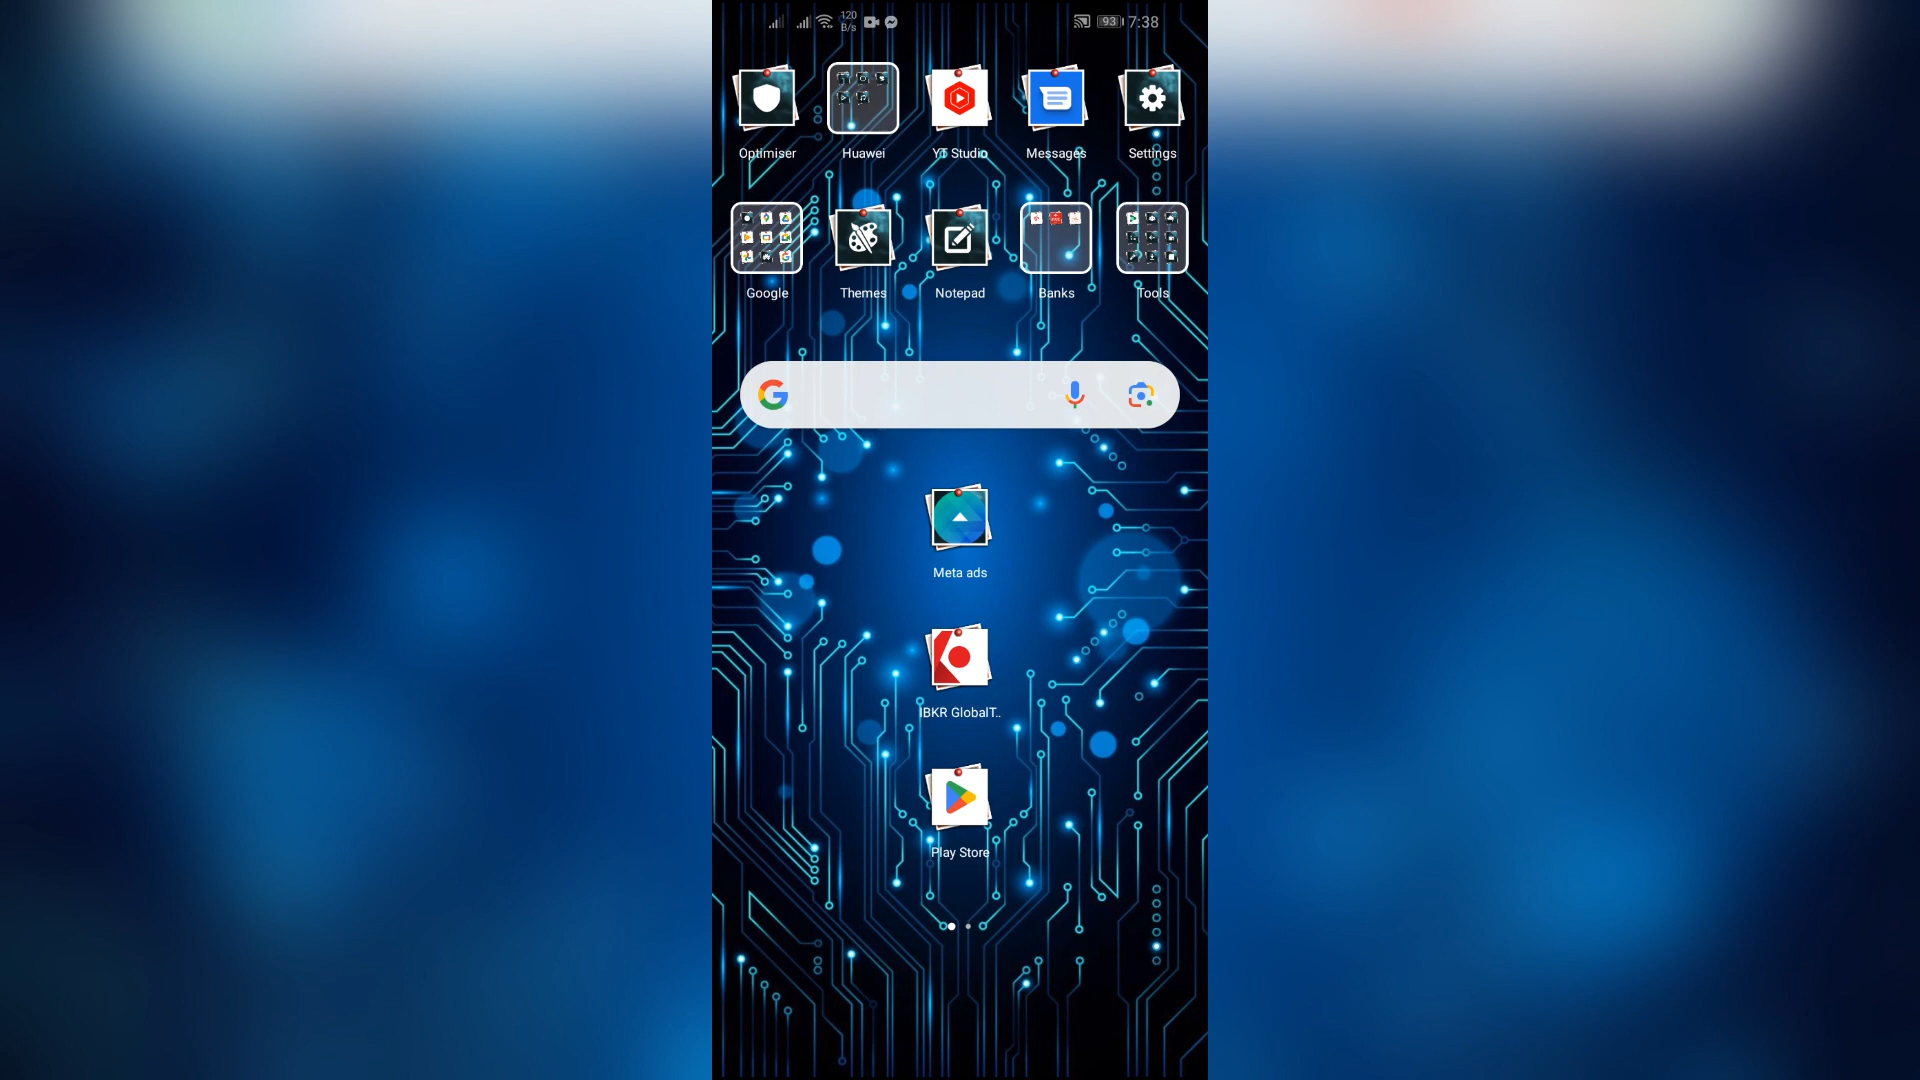 120
B/s
93
7:38
Optimiser
Huawei
YT Studio
Messages
Settings
Google
Themes
Notepad
Banks
Tools
Meta ads
IBKR GlobalT..
Play Store